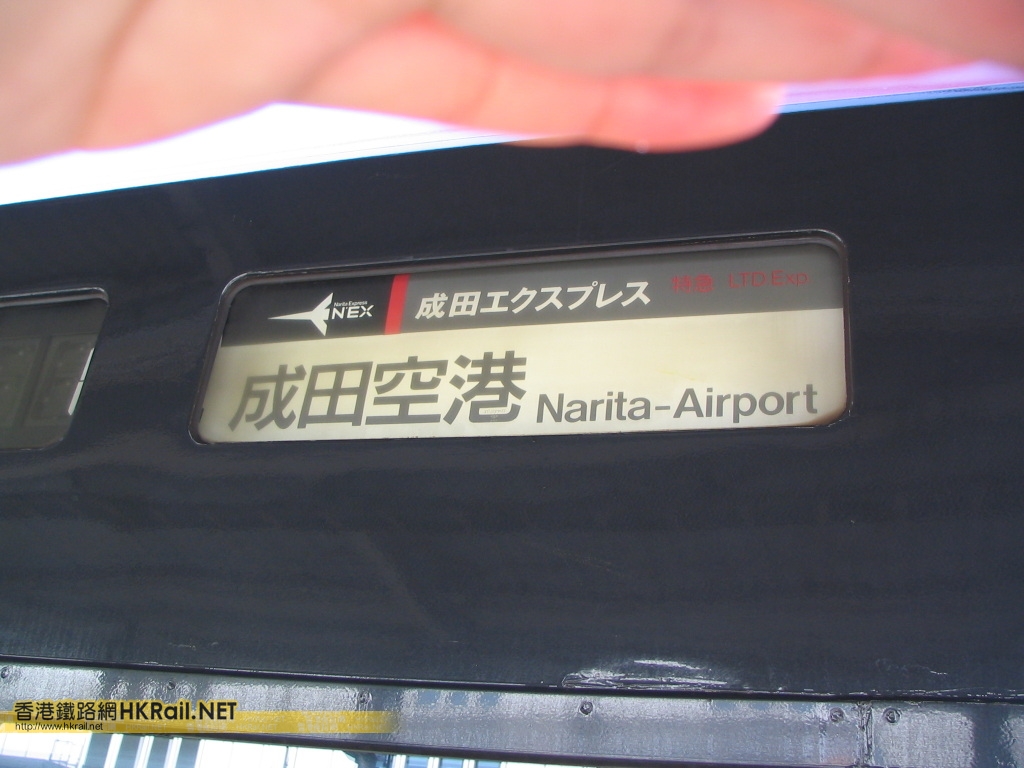 Narita Express
N'EX
成田エクスプレス
特急 LTD Exp.
成田空港 Narita-Airport
香港鐵路網HKRail.NET
http://www.hkrail.net